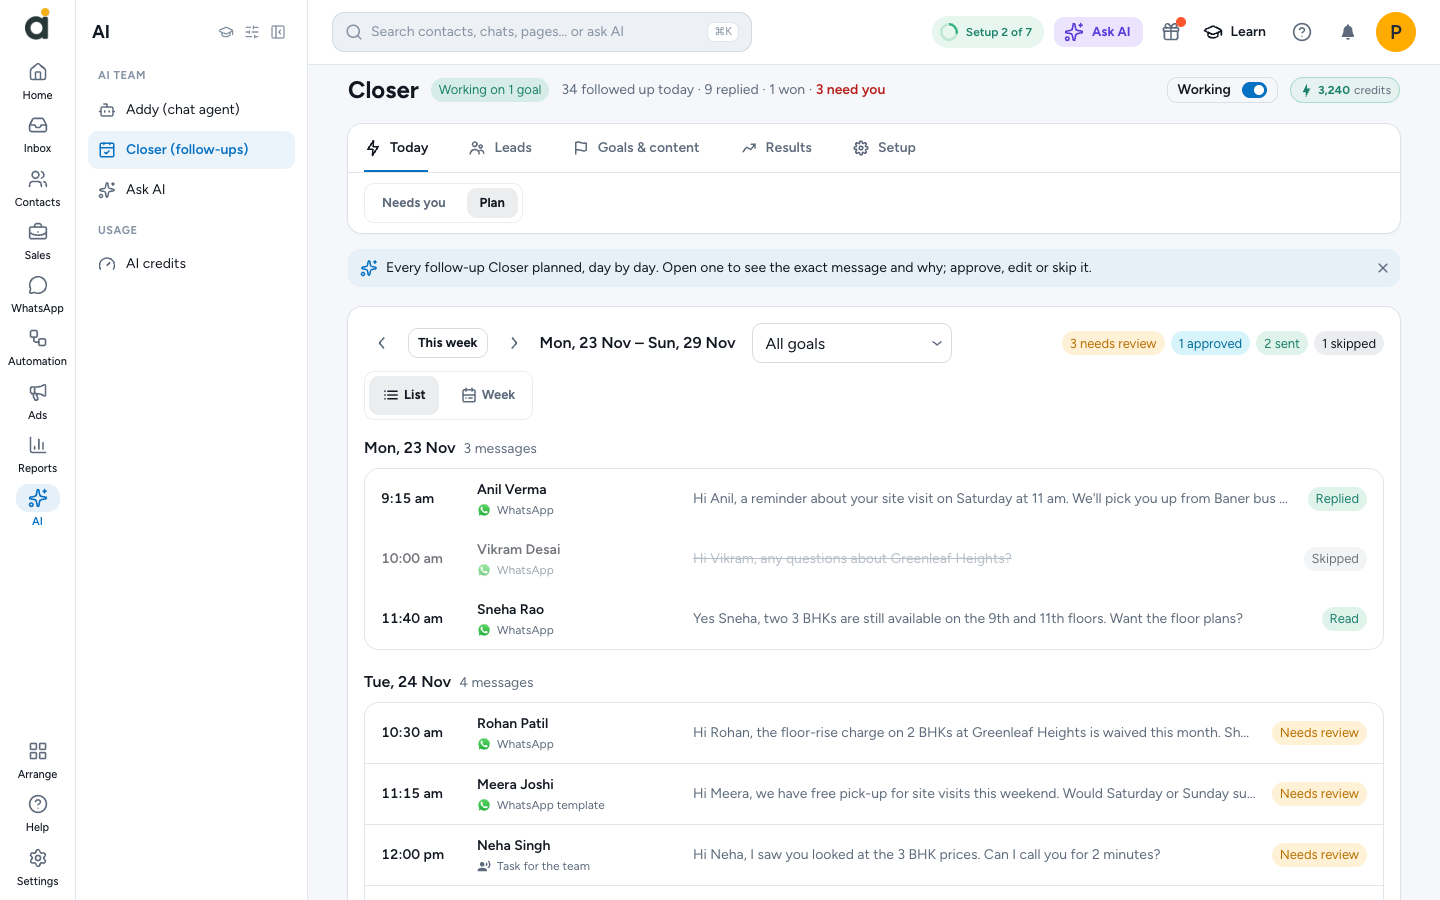 Home
Inbox
Contacts
Sales
WhatsApp
Automation
Ads
Reports
AI
Arrange
Help
Settings
AI
AI TEAM
Addy (chat agent)
Closer (follow-ups)
Ask AI
USAGE
AI credits
Search contacts, chats, pages... or ask AI
⌘K
Setup 2 of 7
Ask AI
Learn
P
Closer
Working on 1 goal
34 followed up today · 9 replied · 1 won · 3 need you
Working
3,240 credits
Today
Leads
Goals & content
Results
Setup
Needs you
Plan
Every follow-up Closer planned, day by day. Open one to see the exact message and why; approve, edit or skip it.
This week
Mon, 23 Nov – Sun, 29 Nov
All goals
3 needs review
1 approved
2 sent
1 skipped
List
Week
Mon, 23 Nov 3 messages
9:15 am
Anil Verma
WhatsApp
Hi Anil, a reminder about your site visit on Saturday at 11 am. We'll pick you up from Baner bus ...
Replied
10:00 am
Vikram Desai
WhatsApp
Hi Vikram, any questions about Greenleaf Heights?
Skipped
11:40 am
Sneha Rao
WhatsApp
Yes Sneha, two 3 BHKs are still available on the 9th and 11th floors. Want the floor plans?
Read
Tue, 24 Nov 4 messages
10:30 am
Rohan Patil
WhatsApp
Hi Rohan, the floor-rise charge on 2 BHKs at Greenleaf Heights is waived this month. Sh...
Needs review
11:15 am
Meera Joshi
WhatsApp template
Hi Meera, we have free pick-up for site visits this weekend. Would Saturday or Sunday su...
Needs review
12:00 pm
Neha Singh
Task for the team
Hi Neha, I saw you looked at the 3 BHK prices. Can I call you for 2 minutes?
Needs review